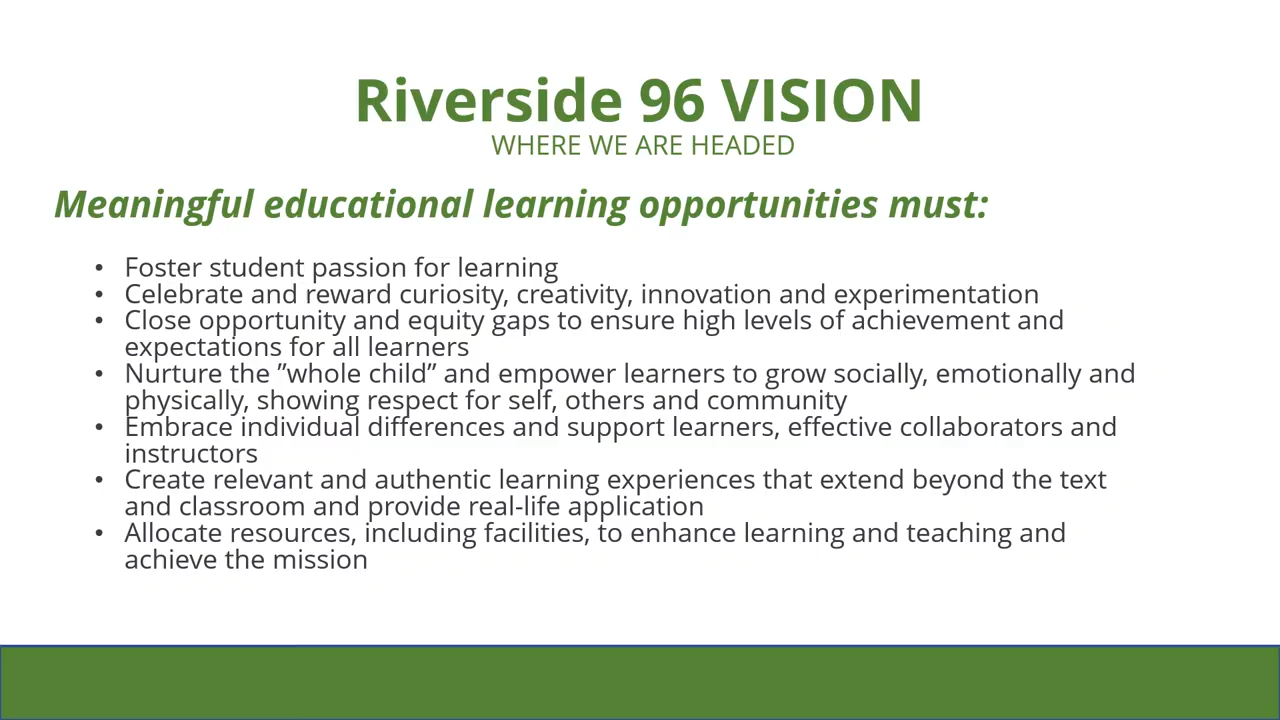 Riverside 96 VISION
WHERE WE ARE HEADED
Meaningful educational learning opportunities must:
• Foster student passion for learning
• Celebrate and reward curiosity, creativity, innovation and experimentation
• Close opportunity and equity gaps to ensure high levels of achievement and
expectations for all learners
• Nurture the ”whole child” and empower learners to grow socially, emotionally and
physically, showing respect for self, others and community
• Embrace individual differences and support learners, effective collaborators and
instructors
• Create relevant and authentic learning experiences that extend beyond the text
and classroom and provide real-life application
• Allocate resources, including facilities, to enhance learning and teaching and
achieve the mission